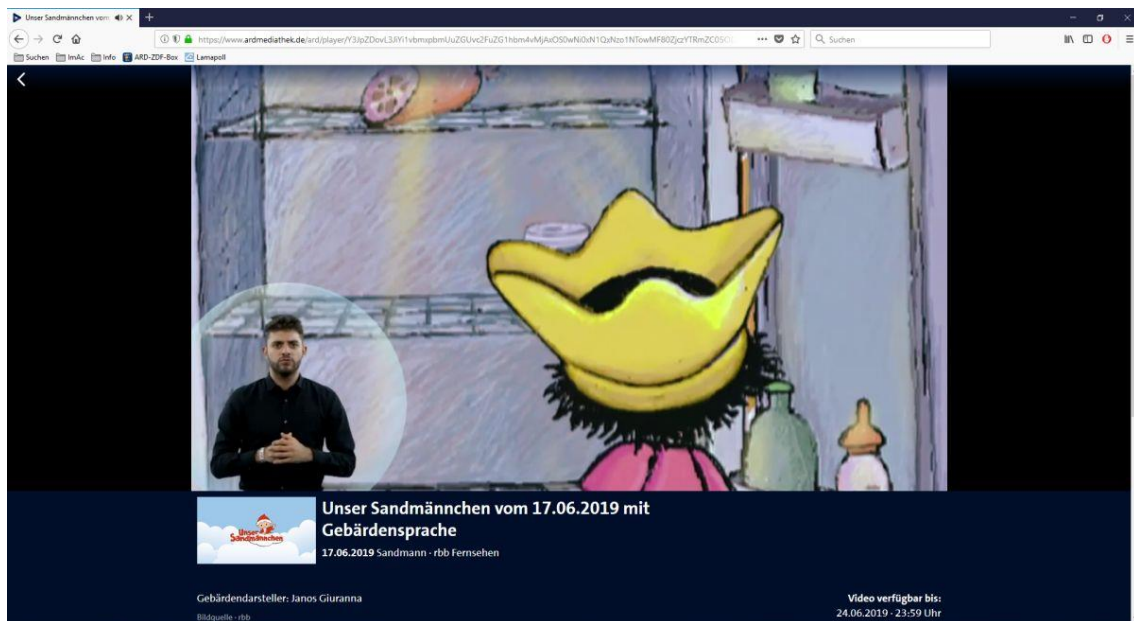 Unser Sandmännchen vom
https://www.ardmediathek.de/ard/player/
Suchen
Suchen
ImAc
Info
ARD-ZDF-Box
Lamapoll
Unser Sandmännchen
Unser Sandmännchen vom 17.06.2019 mit
Gebärdensprache
17.06.2019 Sandmann · rbb Fernsehen
Gebärdendarsteller: Janos Giuranna
Bildquelle · rbb
Video verfügbar bis:
24.06.2019 · 23:59 Uhr